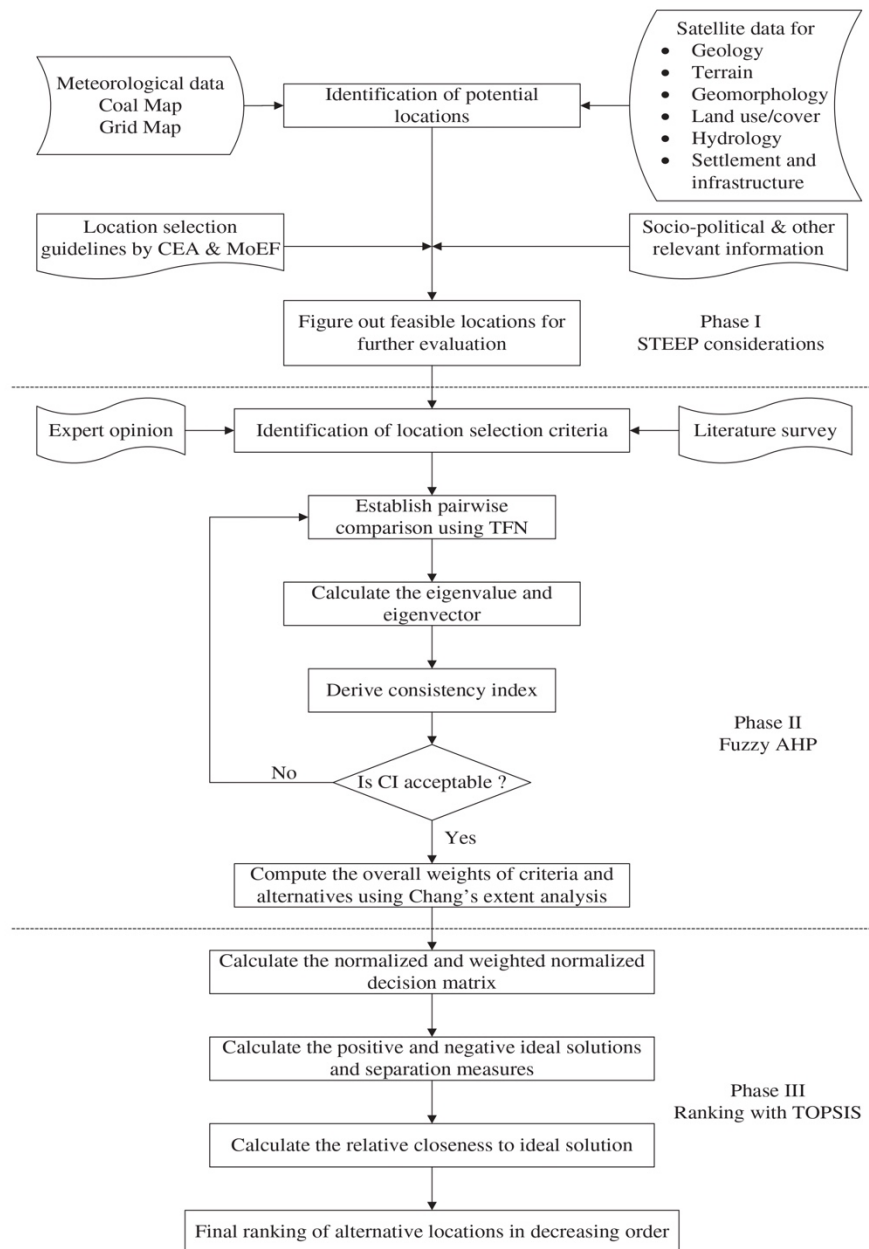 Meteorological data
Coal Map
Grid Map
Identification of potential
locations
Satellite data for
• Geology
• Terrain
• Geomorphology
• Land use/cover
• Hydrology
• Settlement and
infrastructure
Location selection
guidelines by CEA & MoEF
Socio-political & other
relevant information
Figure out feasible locations for
further evaluation
Phase I
STEEP considerations
Expert opinion
Identification of location selection criteria
Literature survey
Establish pairwise
comparison using TFN
Calculate the eigenvalue and
eigenvector
Derive consistency index
Phase II
Fuzzy AHP
No
Is CI acceptable ?
Yes
Compute the overall weights of criteria and
alternatives using Chang's extent analysis
Calculate the normalized and weighted normalized
decision matrix
Calculate the positive and negative ideal solutions
and separation measures
Phase III
Ranking with TOPSIS
Calculate the relative closeness to ideal solution
Final ranking of alternative locations in decreasing order